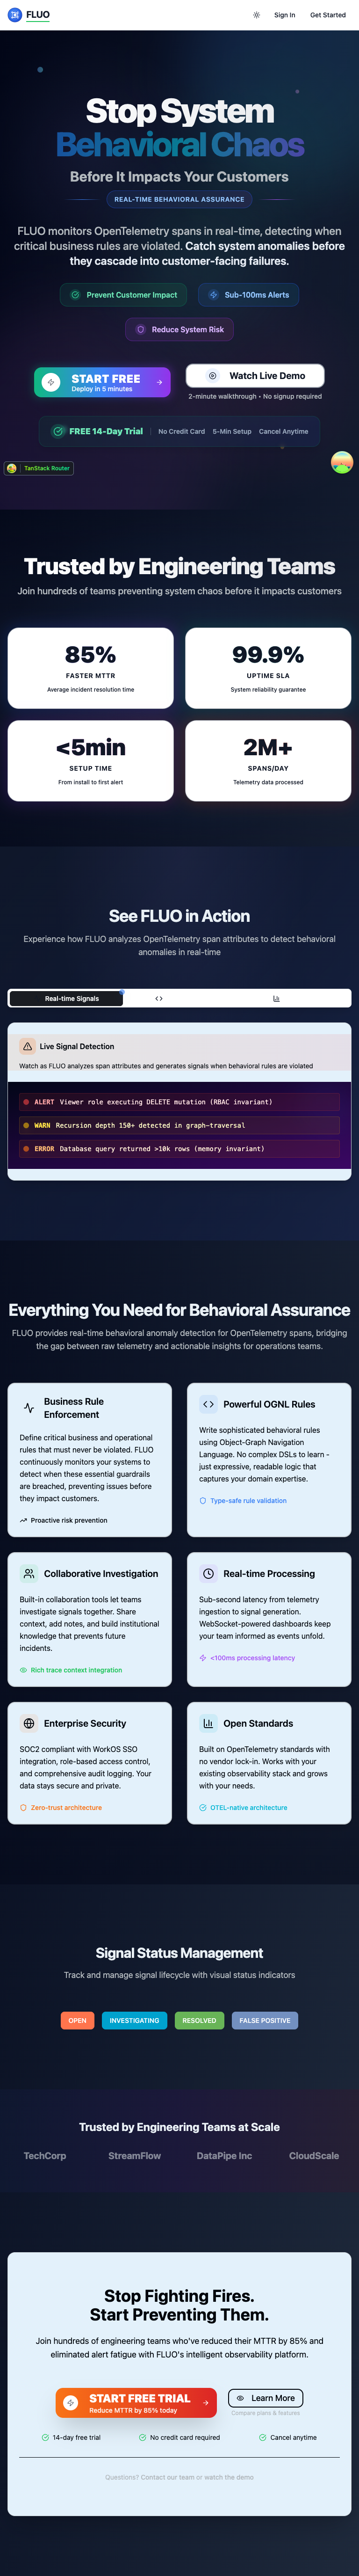 FLUO
Sign In
Get Started
Stop System
Behavioral Chaos
Before It Impacts Your Customers
REAL-TIME BEHAVIORAL ASSURANCE
FLUO monitors OpenTelemetry spans in real-time, detecting when
critical business rules are violated. Catch system anomalies before
they cascade into customer-facing failures.
Prevent Customer Impact
Sub-100ms Alerts
Reduce System Risk
START FREE
Deploy in 5 minutes
Watch Live Demo
2-minute walkthrough • No signup required
FREE 14-Day Trial
No Credit Card
5-Min Setup
Cancel Anytime
TanStack Router
Trusted by Engineering Teams
Join hundreds of teams preventing system chaos before it impacts customers
85%
FASTER MTTR
Average incident resolution time
99.9%
UPTIME SLA
System reliability guarantee
<5min
SETUP TIME
From install to first alert
2M+
SPANS/DAY
Telemetry data processed
See FLUO in Action
Experience how FLUO analyzes OpenTelemetry span attributes to detect behavioral
anomalies in real-time
Real-time Signals
Live Signal Detection
Watch as FLUO analyzes span attributes and generates signals when behavioral invariants are violated
ALERT Viewer role executing DELETE mutation (RBAC invariant)
WARN Recursion depth 150+ detected in graph-traversal
ERROR Database query returned >10k rows (memory invariant)
Everything You Need for Behavioral Assurance
FLUO provides real-time behavioral anomaly detection for OpenTelemetry spans, bridging
the gap between raw telemetry and actionable insights for operations teams.
Business Rule
Enforcement
Define critical business and operational
rules that must never be violated. FLUO
continuously monitors your systems to
detect when these essential guardrails
are breached, preventing issues before
they impact customers.
Proactive risk prevention
Powerful OGNL Rules
Write sophisticated behavioral rules
using Object-Graph Navigation
Language. No complex DSLs to learn -
just expressive, readable logic that
captures your domain expertise.
Type-safe rule validation
Collaborative Investigation
Built-in collaboration tools let teams
investigate signals together. Share
context, add notes, and build institutional
knowledge that prevents future
incidents.
Rich trace context integration
Real-time Processing
Sub-second latency from telemetry
ingestion to signal generation.
WebSocket-powered dashboards keep
your team informed as events unfold.
<100ms processing latency
Enterprise Security
SOC2 compliant with WorkOS SSO
integration, role-based access control,
and comprehensive audit logging. Your
data stays secure and private.
Zero-trust architecture
Open Standards
Built on OpenTelemetry standards with
no vendor lock-in. Works with your
existing observability stack and grows
with your needs.
OTEL-native architecture
Signal Status Management
Track and manage signal lifecycle with visual status indicators
OPEN
INVESTIGATING
RESOLVED
FALSE POSITIVE
Trusted by Engineering Teams at Scale
TechCorp
StreamFlow
DataPipe Inc
CloudScale
Stop Fighting Fires.
Start Preventing Them.
Join hundreds of engineering teams who've reduced their MTTR by 85% and
eliminated alert fatigue with FLUO's intelligent observability platform.
START FREE TRIAL
Reduce MTTR by 85% today
Learn More
Compare plans & features
14-day free trial
No credit card required
Cancel anytime
Questions? Contact our team or watch the demo